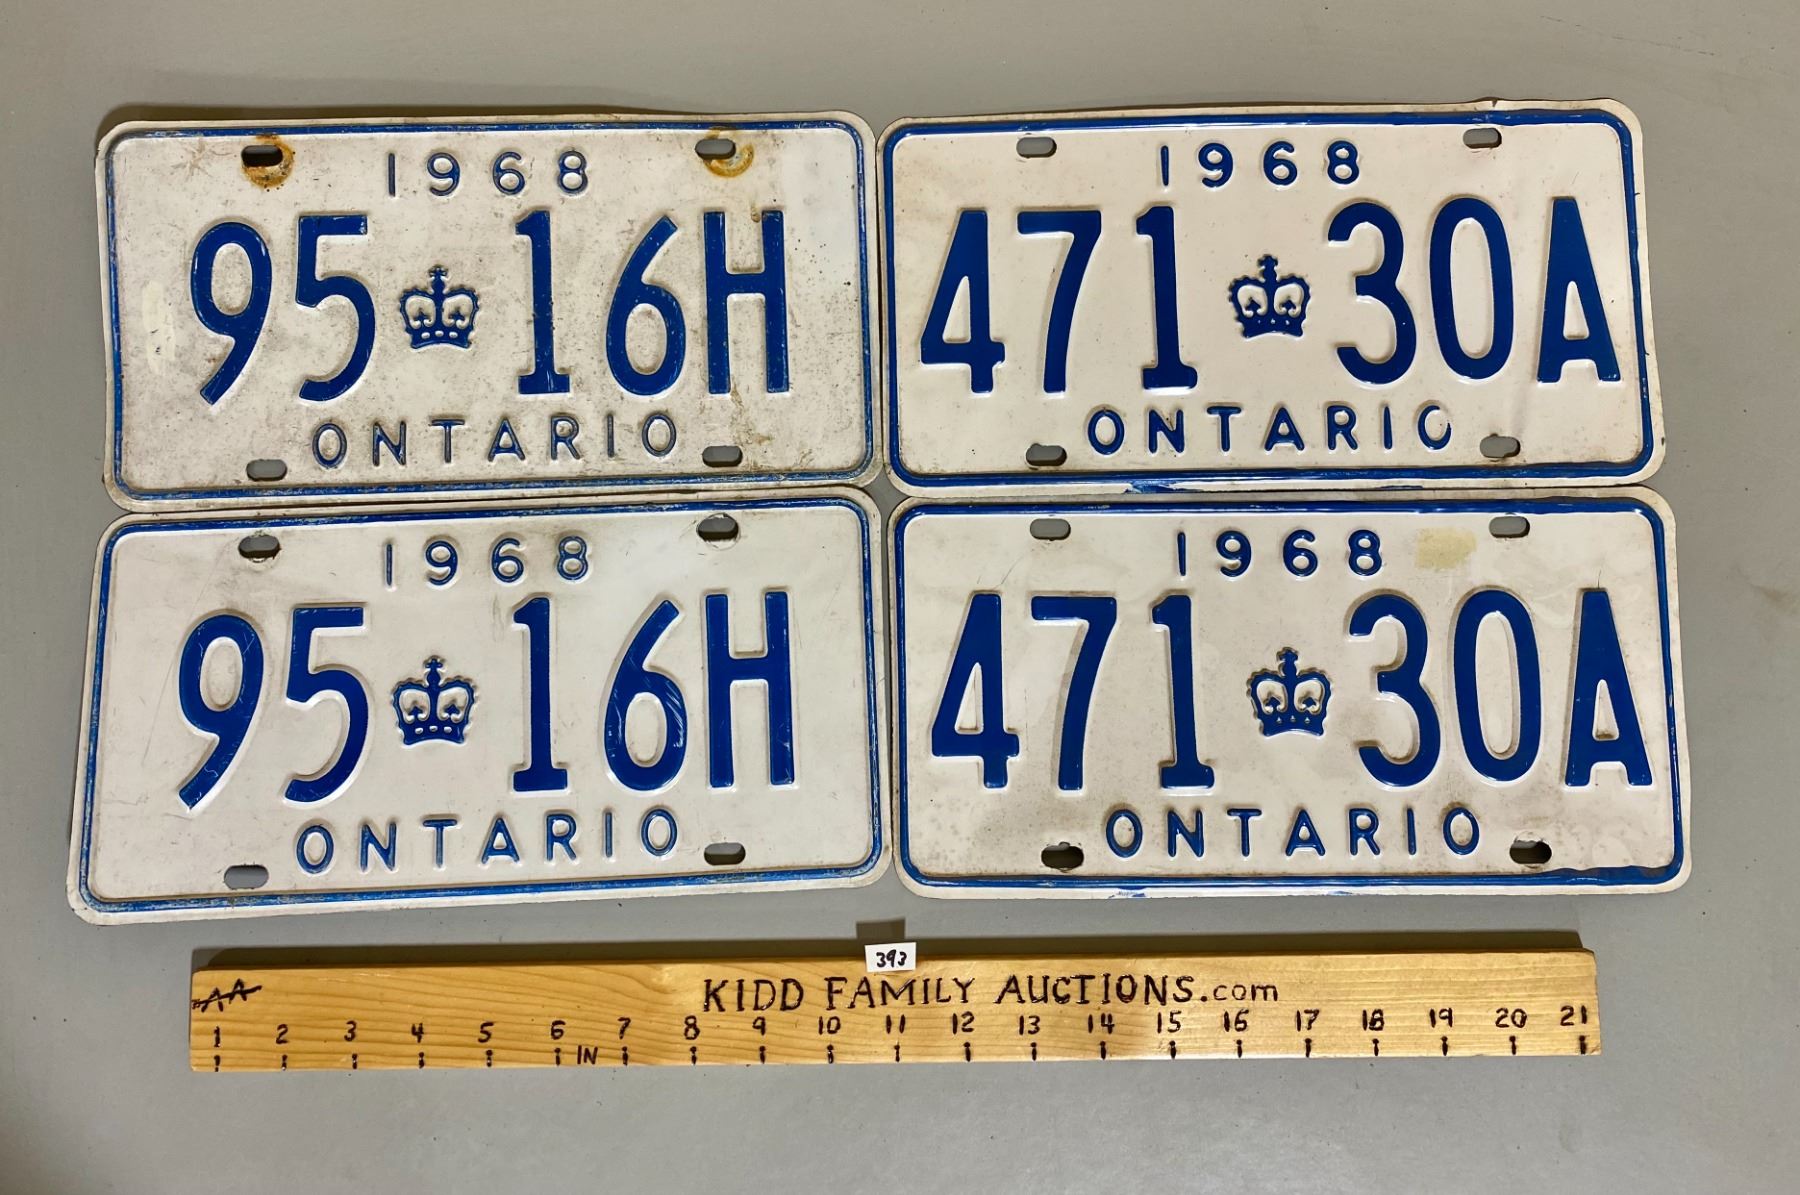 1968
95 16H
ONTARIO
1968
471 30A
ONTARIO
1968
95 16H
ONTARIO
1968
471 30A
ONTARIO
393
AA
KIDD FAMILY AUCTIONS.com
1 2 3 4 5 6 7 8 9 10 11 12 13 14 15 16 17 18 19 20 21
IN